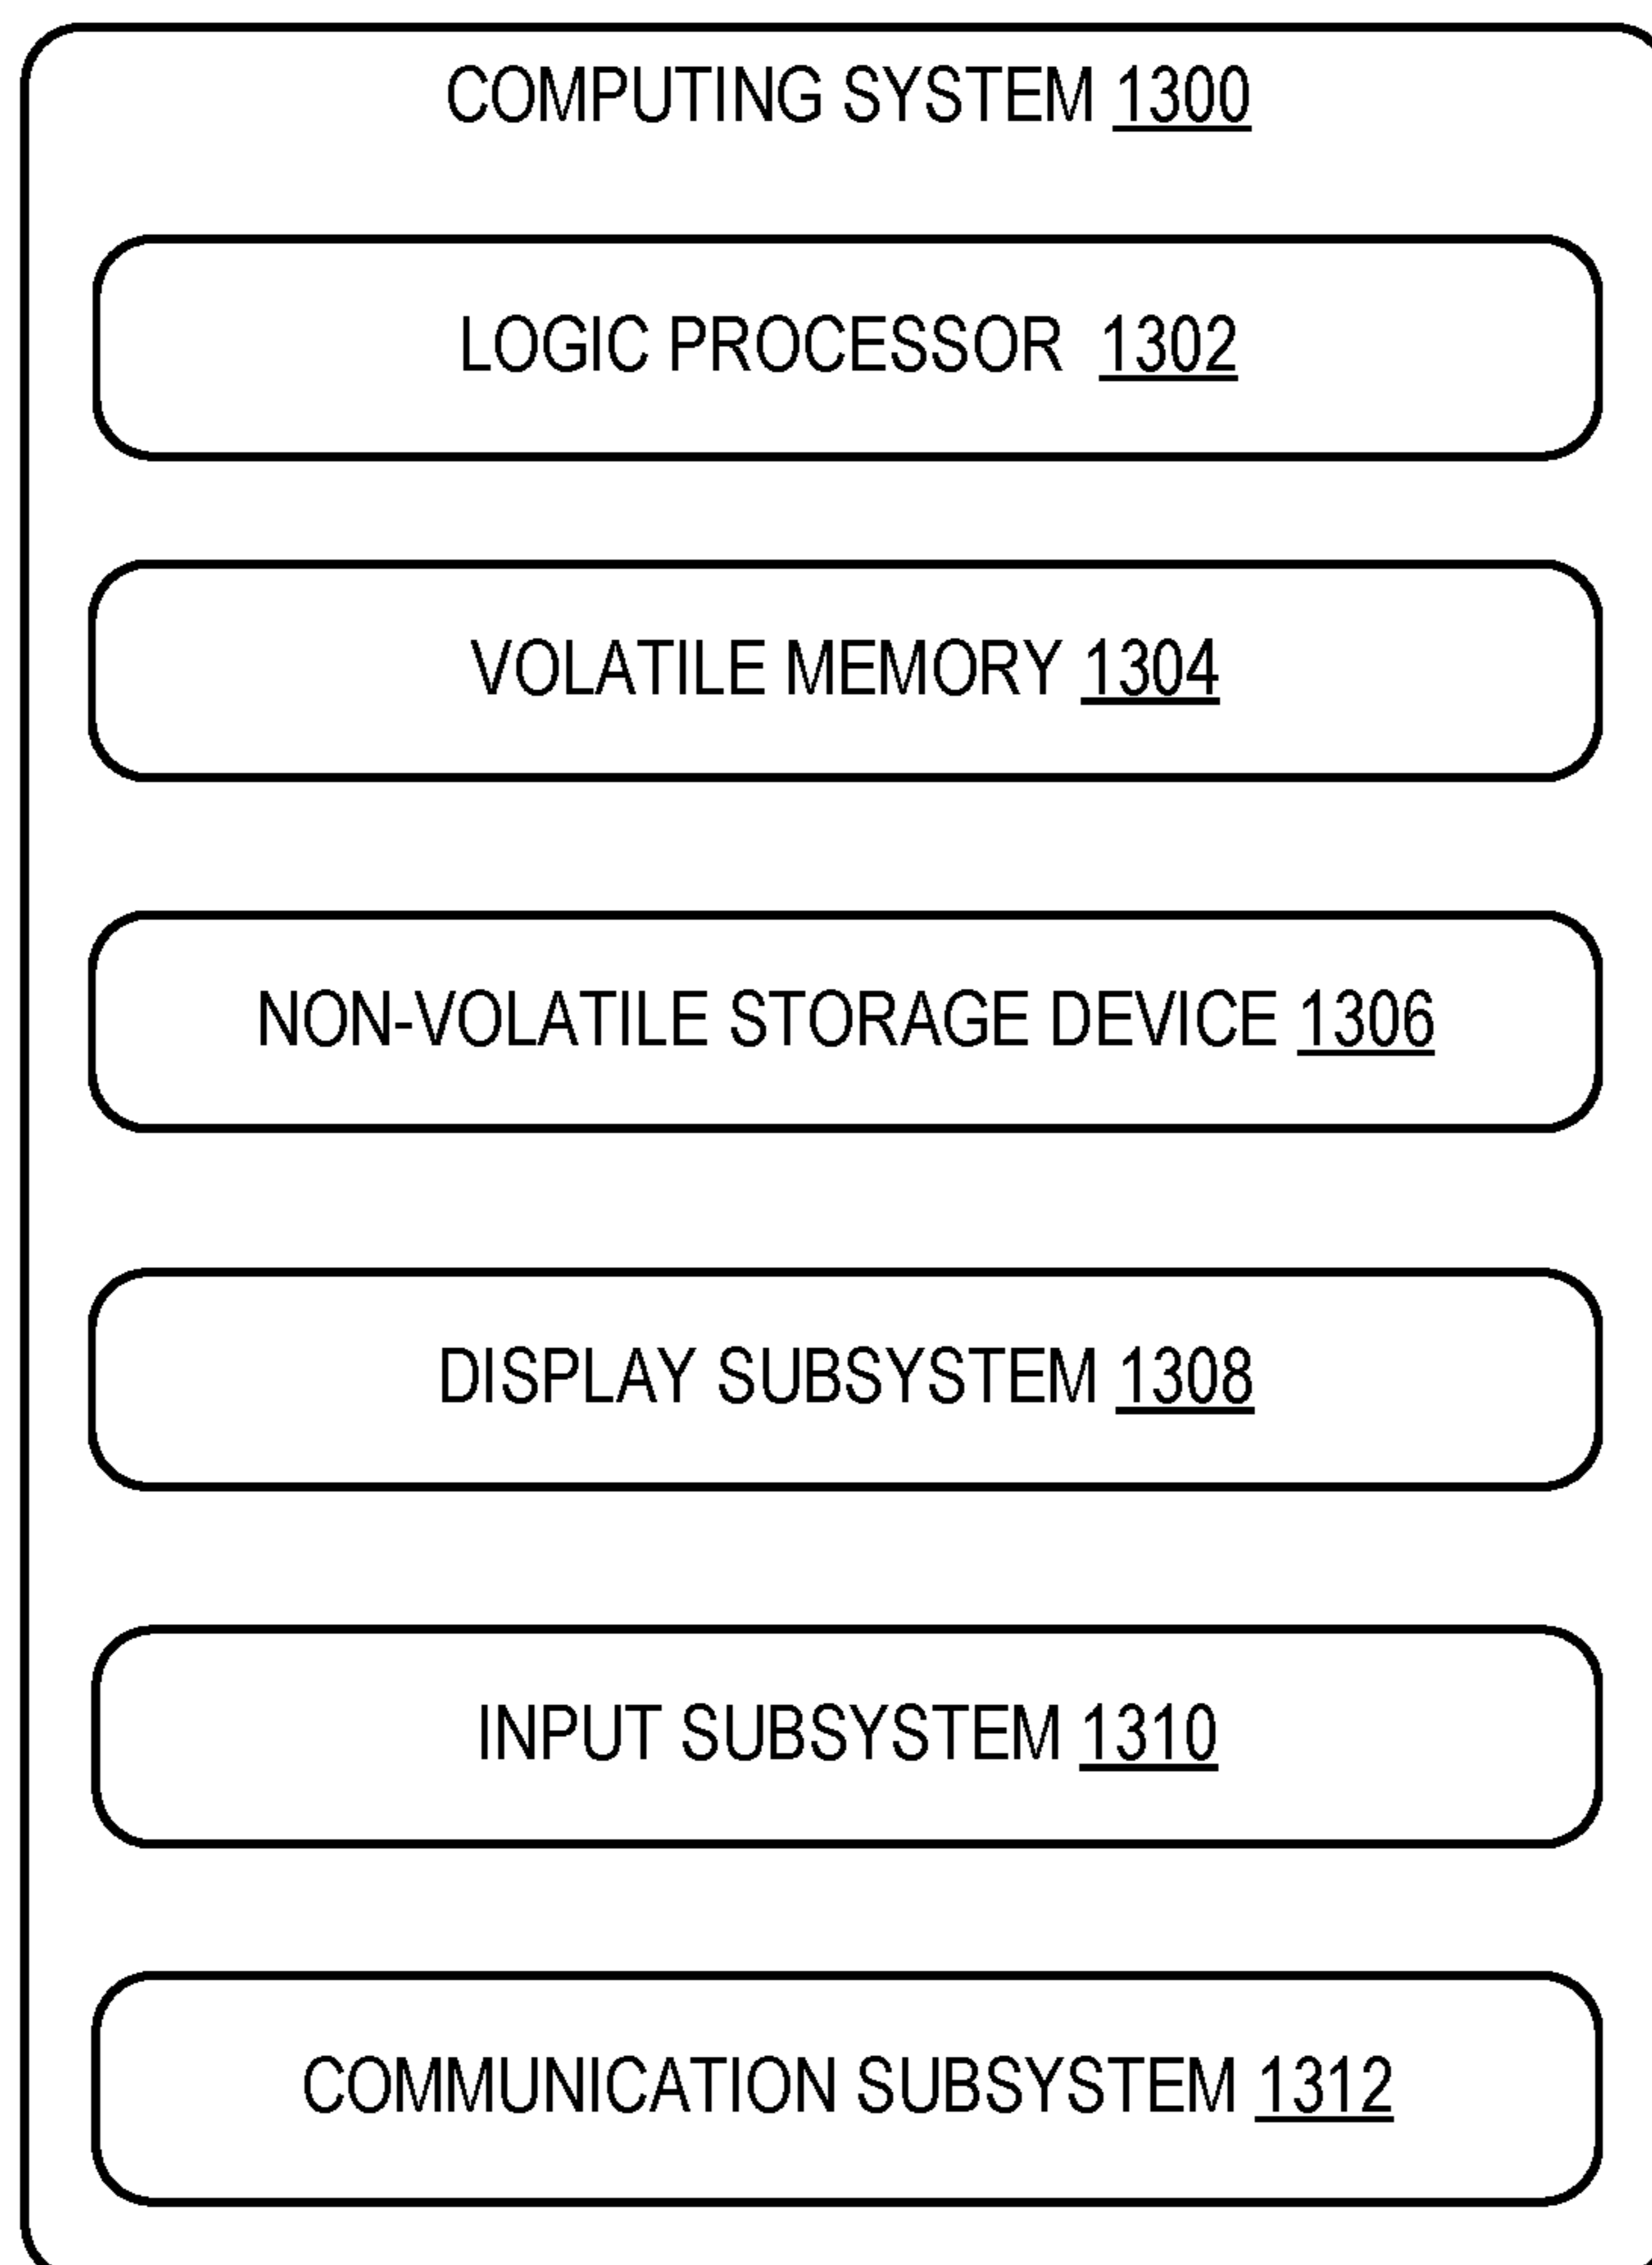 COMPUTING SYSTEM 1300
LOGIC PROCESSOR 1302
VOLATILE MEMORY 1304
NON-VOLATILE STORAGE DEVICE 1306
DISPLAY SUBSYSTEM 1308
INPUT SUBSYSTEM 1310
COMMUNICATION SUBSYSTEM 1312